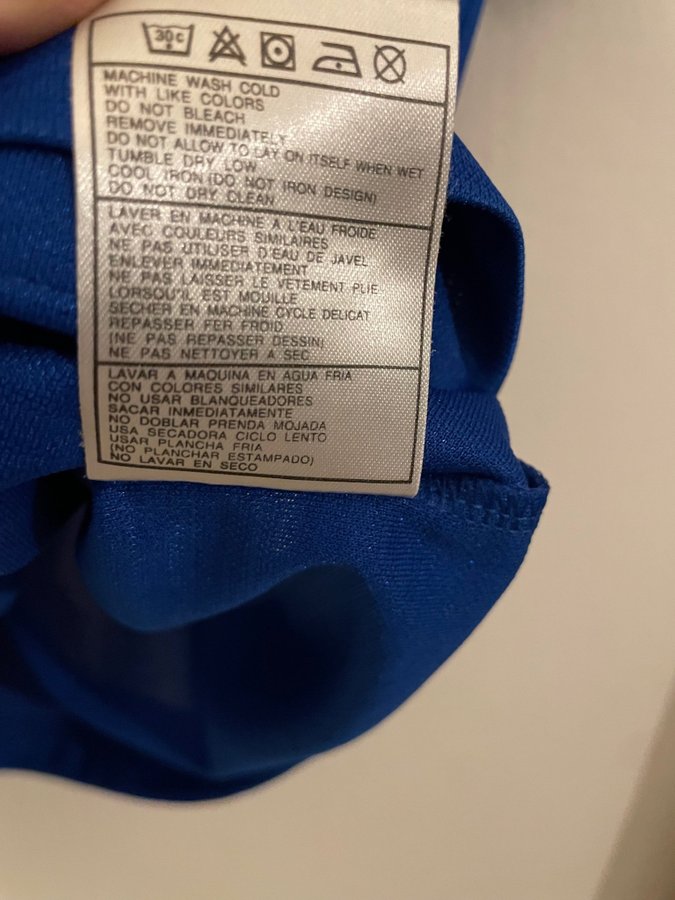 30c
MACHINE WASH COLD
WITH LIKE COLORS
DO NOT BLEACH
REMOVE IMMEDIATELY
DO NOT ALLOW TO LAY ON ITSELF WHEN WET
TUMBLE DRY LOW
COOL IRON (DO NOT IRON DESIGN)
DO NOT DRY CLEAN
LAVER EN MACHINE A L'EAU FROIDE
AVEC COULEURS SIMILAIRES
NE PAS UTILISER D'EAU DE JAVEL
ENLEVER IMMEDIATEMENT
NE PAS LAISSER LE VETEMENT PLIE
LORSQU'IL EST MOUILLE
SECHER EN MACHINE CYCLE DELICAT
REPASSER FER FROID
(NE PAS REPASSER DESSIN)
NE PAS NETTOYER A SEC
LAVAR A MAQUINA EN AGUA FRIA
CON COLORES SIMILARES
NO USAR BLANQUEADORES
SACAR INMEDIATAMENTE
NO DOBLAR PRENDA MOJADA
USA SECADORA CICLO LENTO
USAR PLANCHA FRIA
(NO PLANCHAR ESTAMPADO)
NO LAVAR EN SECO